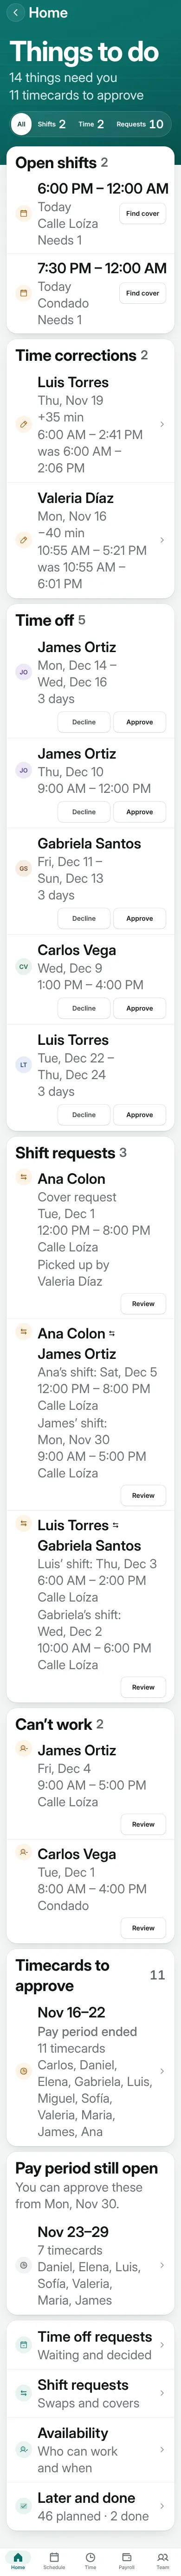 Home
Things to do
14 things need you
11 timecards to approve
All Shifts 2 Time 2 Requests 10
Open shifts 2
6:00 PM – 12:00 AM
Today
Calle Loíza
Needs 1
Find cover
7:30 PM – 12:00 AM
Today
Condado
Needs 1
Find cover
Time corrections 2
Luis Torres
Thu, Nov 19
+35 min
6:00 AM – 2:41 PM
was 6:00 AM –
2:06 PM
Valeria Díaz
Mon, Nov 16
−40 min
10:55 AM – 5:21 PM
was 10:55 AM –
6:01 PM
Time off 5
JO
James Ortiz
Mon, Dec 14 –
Wed, Dec 16
3 days
Decline Approve
JO
James Ortiz
Thu, Dec 10
9:00 AM – 12:00 PM
Decline Approve
GS
Gabriela Santos
Fri, Dec 11 –
Sun, Dec 13
3 days
Decline Approve
CV
Carlos Vega
Wed, Dec 9
1:00 PM – 4:00 PM
Decline Approve
LT
Luis Torres
Tue, Dec 22 –
Thu, Dec 24
3 days
Decline Approve
Shift requests 3
Ana Colon
Cover request
Tue, Dec 1
12:00 PM – 8:00 PM
Calle Loíza
Picked up by
Valeria Díaz
Review
Ana Colon ⇆
James Ortiz
Ana's shift: Sat, Dec 5
12:00 PM – 8:00 PM
Calle Loíza
James' shift:
Mon, Nov 30
9:00 AM – 5:00 PM
Calle Loíza
Review
Luis Torres ⇆
Gabriela Santos
Luis' shift: Thu, Dec 3
6:00 AM – 2:00 PM
Calle Loíza
Gabriela's shift:
Wed, Dec 2
10:00 AM – 6:00 PM
Calle Loíza
Review
Can't work 2
James Ortiz
Fri, Dec 4
9:00 AM – 5:00 PM
Calle Loíza
Review
Carlos Vega
Tue, Dec 1
8:00 AM – 4:00 PM
Condado
Review
Timecards to
approve 11
Nov 16–22
Pay period ended
11 timecards
Carlos, Daniel,
Elena, Gabriela, Luis,
Miguel, Sofía,
Valeria, Maria,
James, Ana
Pay period still open
You can approve these
from Mon, Nov 30.
Nov 23–29
7 timecards
Daniel, Elena, Luis,
Sofía, Valeria,
Maria, James
Time off requests
Waiting and decided
Shift requests
Swaps and covers
Availability
Who can work
and when
Later and done
46 planned · 2 done
Home Schedule Time Payroll Team